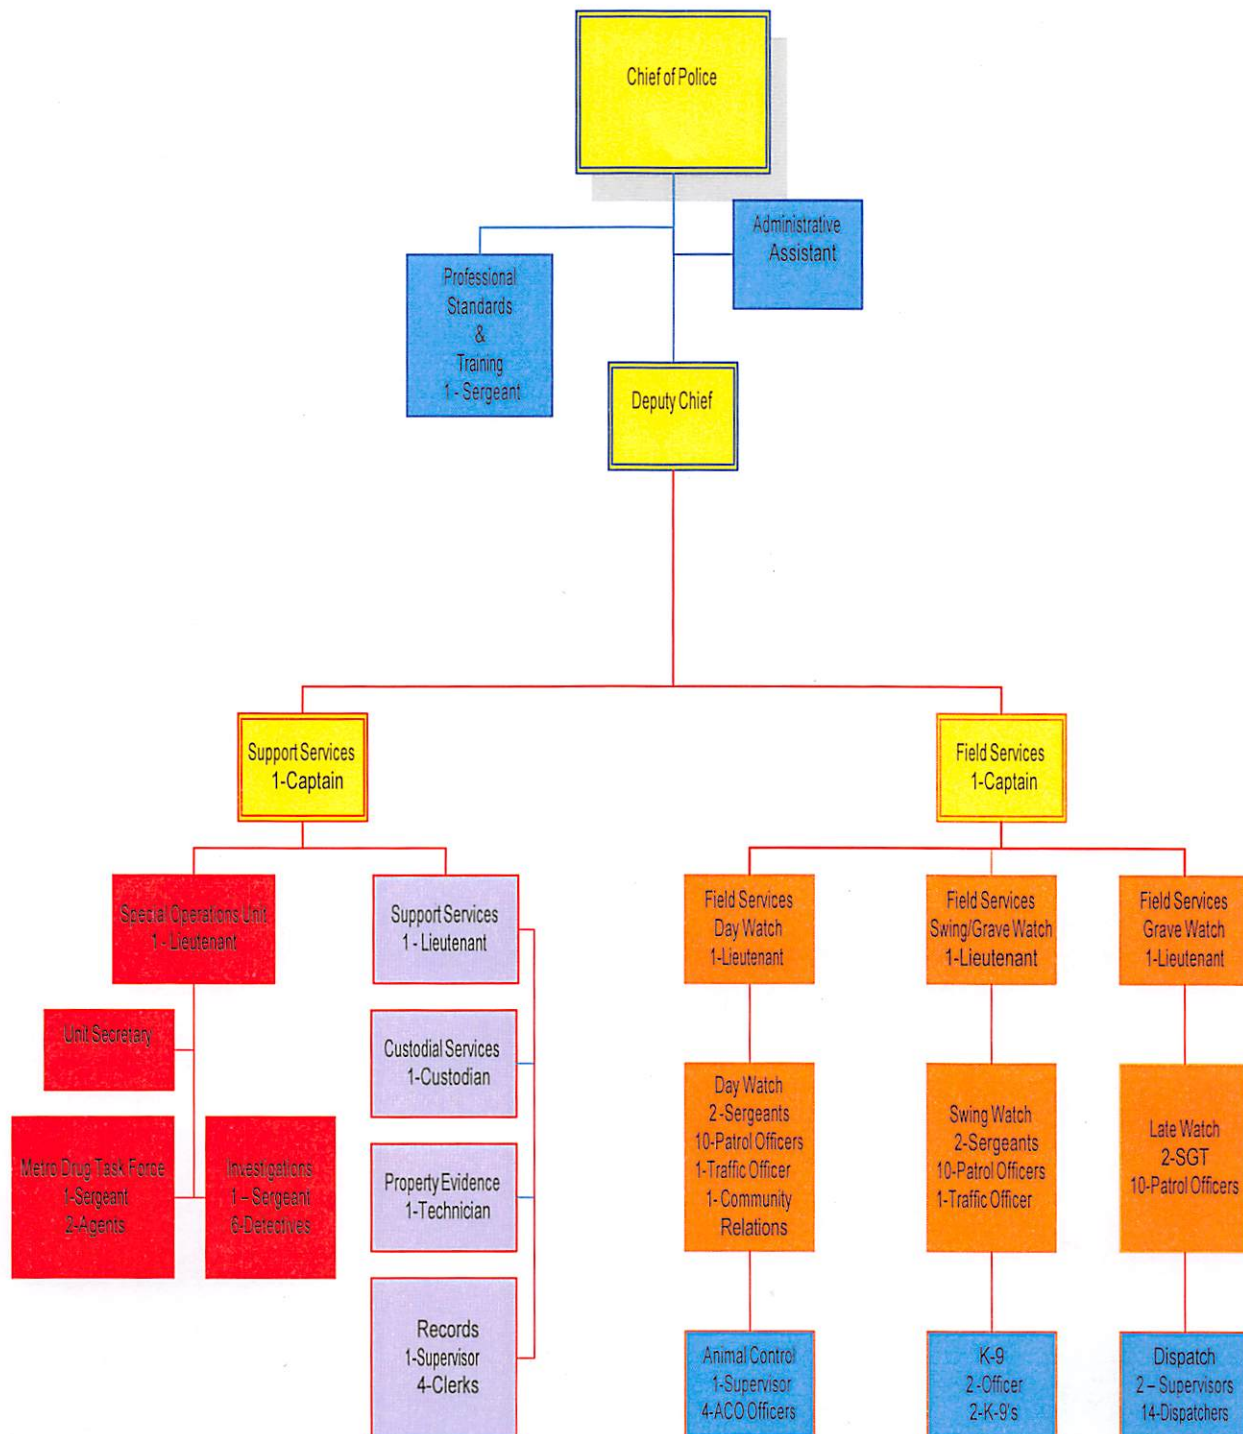 Chief of Police
Administrative
Assistant
Professional
Standards
&
Training
1 - Sergeant
Deputy Chief
Support Services
1-Captain
Field Services
1-Captain
Special Operations Unit
1 - Lieutenant
Support Services
1 - Lieutenant
Field Services
Day Watch
1-Lieutenant
Field Services
Swing/Grave Watch
1-Lieutenant
Field Services
Grave Watch
1-Lieutenant
Unit Secretary
Custodial Services
1-Custodian
Metro Drug Task Force
1-Sergeant
2-Agents
Investigations
1 – Sergeant
6-Detectives
Property Evidence
1-Technician
Day Watch
2-Sergeants
10-Patrol Officers
1-Traffic Officer
1- Community
Relations
Swing Watch
2-Sergeants
10-Patrol Officers
1-Traffic Officer
Late Watch
2-SGT
10-Patrol Officers
Records
1-Supervisor
4-Clerks
Animal Control
1-Supervisor
4-ACO Officers
K-9
2-Officer
2-K-9's
Dispatch
2 – Supervisors
14-Dispatchers